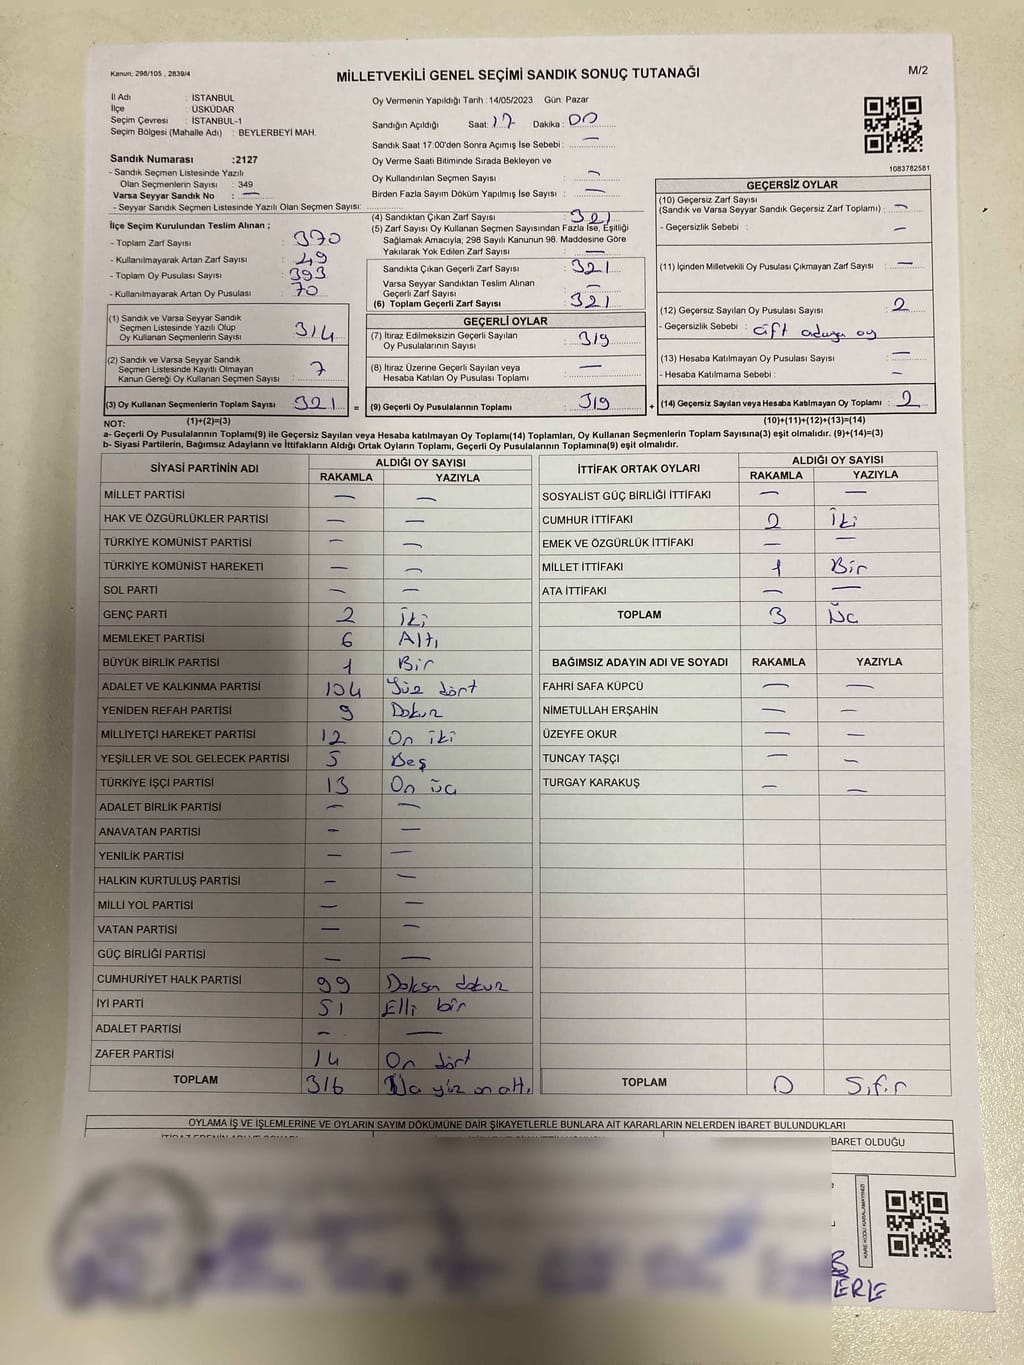 Kanun; 298/105 , 2839/4
MİLLETVEKİLİ GENEL SEÇİMİ SANDIK SONUÇ TUTANAĞI
M/2
İl Adı : İSTANBUL
İlçe : ÜSKÜDAR
Seçim Çevresi : İSTANBUL-1
Seçim Bölgesi (Mahalle Adı) : BEYLERBEYİ MAH.
Sandık Numarası :2127
- Sandık Seçmen Listesinde Yazılı
Olan Seçmenlerin Sayısı : 349
Varsa Seyyar Sandık No : —
- Seyyar Sandık Seçmen Listesinde Yazılı Olan Seçmen Sayısı:
Oy Vermenin Yapıldığı Tarih :14/05/2023 Gün: Pazar
Sandığın Açıldığı Saat: 17 Dakika : 00
Sandık Saat 17:00'den Sonra Açımış İse Sebebi : —
Oy Verme Saati Bitiminde Sırada Bekleyen ve
Oy Kullandırılan Seçmen Sayısı : —
Birden Fazla Sayım Döküm Yapılmış İse Sayısı : —
1083782581
İlçe Seçim Kurulundan Teslim Alınan ;
- Toplam Zarf Sayısı : 370
- Kullanılmayarak Artan Zarf Sayısı : 49
- Toplam Oy Pusulası Sayısı : 393
- Kullanılmayarak Artan Oy Pusulası : 70
(1) Sandık ve Varsa Seyyar Sandık
Seçmen Listesinde Yazılı Olup
Oy Kullanan Seçmenlerin Sayısı : 314
(2) Sandık ve Varsa Seyyar Sandık
Seçmen Listesinde Kayıtlı Olmayan
Kanun Gereği Oy Kullanan Seçmen Sayısı : 7
(3) Oy Kullanan Seçmenlerin Toplam Sayısı : 321
(1)+(2)=(3)
(4) Sandıktan Çıkan Zarf Sayısı : 321
(5) Zarf Sayısı Oy Kullanan Seçmen Sayısından Fazla İse, Eşitliği
Sağlamak Amacıyla, 298 Sayılı Kanunun 98. Maddesine Göre
Yakılarak Yok Edilen Zarf Sayısı : —
Sandıkta Çıkan Geçerli Zarf Sayısı : 321
Varsa Seyyar Sandıktan Teslim Alınan
Geçerli Zarf Sayısı : —
(6) Toplam Geçerli Zarf Sayısı : 321
GEÇERLİ OYLAR
(7) İtiraz Edilmeksizin Geçerli Sayılan
Oy Pusulalarının Sayısı : 319
(8) İtiraz Üzerine Geçerli Sayılan veya
Hesaba Katılan Oy Pusulası Toplamı : —
= (9) Geçerli Oy Pusulalarının Toplamı : 319
GEÇERSİZ OYLAR
(10) Geçersiz Zarf Sayısı
(Sandık ve Varsa Seyyar Sandık Geçersiz Zarf Toplamı) : —
- Geçersizlik Sebebi : —
(11) İçinden Milletvekili Oy Pusulası Çıkmayan Zarf Sayısı : —
(12) Geçersiz Sayılan Oy Pusulası Sayısı : 2
- Geçersizlik Sebebi : Çift oy
(13) Hesaba Katılmayan Oy Pusulası Sayısı : —
- Hesaba Katılmama Sebebi : —
+ (14) Geçersiz Sayılan veya Hesaba Katılmayan Oy Toplamı : 2
(10)+(11)+(12)+(13)=(14)
NOT:
a- Geçerli Oy Pusulalarının Toplamı(9) ile Geçersiz Sayılan veya Hesaba katılmayan Oy Toplamı(14) Toplamları, Oy Kullanan Seçmenlerin Toplam Sayısına(3) eşit olmalıdır. (9)+(14)=(3)
b- Siyasi Partilerin, Bağımsız Adayların ve İttifakların Aldığı Ortak Oyların Toplamı, Geçerli Oy Pusulalarının Toplamına(9) eşit olmalıdır.
SİYASİ PARTİNİN ADI ALDIĞI OY SAYISI
RAKAMLA YAZIYLA
MİLLET PARTİSİ — —
HAK VE ÖZGÜRLÜKLER PARTİSİ — —
TÜRKİYE KOMÜNİST PARTİSİ — —
TÜRKİYE KOMÜNİST HAREKETİ — —
SOL PARTİ — —
GENÇ PARTİ 2 İki
MEMLEKET PARTİSİ 6 Altı
BÜYÜK BİRLİK PARTİSİ 1 Bir
ADALET VE KALKINMA PARTİSİ 104 Yüz dört
YENİDEN REFAH PARTİSİ 9 Dokuz
MİLLİYETÇİ HAREKET PARTİSİ 12 On iki
YEŞİLLER VE SOL GELECEK PARTİSİ 5 Beş
TÜRKİYE İŞÇİ PARTİSİ 13 On üç
ADALET BİRLİK PARTİSİ — —
ANAVATAN PARTİSİ — —
YENİLİK PARTİSİ — —
HALKIN KURTULUŞ PARTİSİ — —
MİLLİ YOL PARTİSİ — —
VATAN PARTİSİ — —
GÜÇ BİRLİĞİ PARTİSİ — —
CUMHURİYET HALK PARTİSİ 99 Doksan dokuz
İYİ PARTİ 51 Elli bir
ADALET PARTİSİ — —
ZAFER PARTİSİ 14 On dört
TOPLAM 316 yüz on altı
İTTİFAK ORTAK OYLARI ALDIĞI OY SAYISI
RAKAMLA YAZIYLA
SOSYALİST GÜÇ BİRLİĞİ İTTİFAKI — —
CUMHUR İTTİFAKI 2 İki
EMEK VE ÖZGÜRLÜK İTTİFAKI — —
MİLLET İTTİFAKI 1 Bir
ATA İTTİFAKI — —
TOPLAM 3 Üç
BAĞIMSIZ ADAYIN ADI VE SOYADI RAKAMLA YAZIYLA
FAHRİ SAFA KÜPCÜ — —
NİMETULLAH ERŞAHİN — —
ÜZEYFE OKUR — —
TUNCAY TAŞÇI — —
TURGAY KARAKUŞ — —
TOPLAM 0 Sıfır
OYLAMA İŞ VE İŞLEMLERİNE VE OYLARIN SAYIM DÖKÜMÜNE DAİR ŞİKAYETLERLE BUNLARA AİT KARARLARIN NELERDEN İBARET BULUNDUKLARI
BARET OLDUĞU
KARE KODU KARALAMAYINIZ!
ERLE